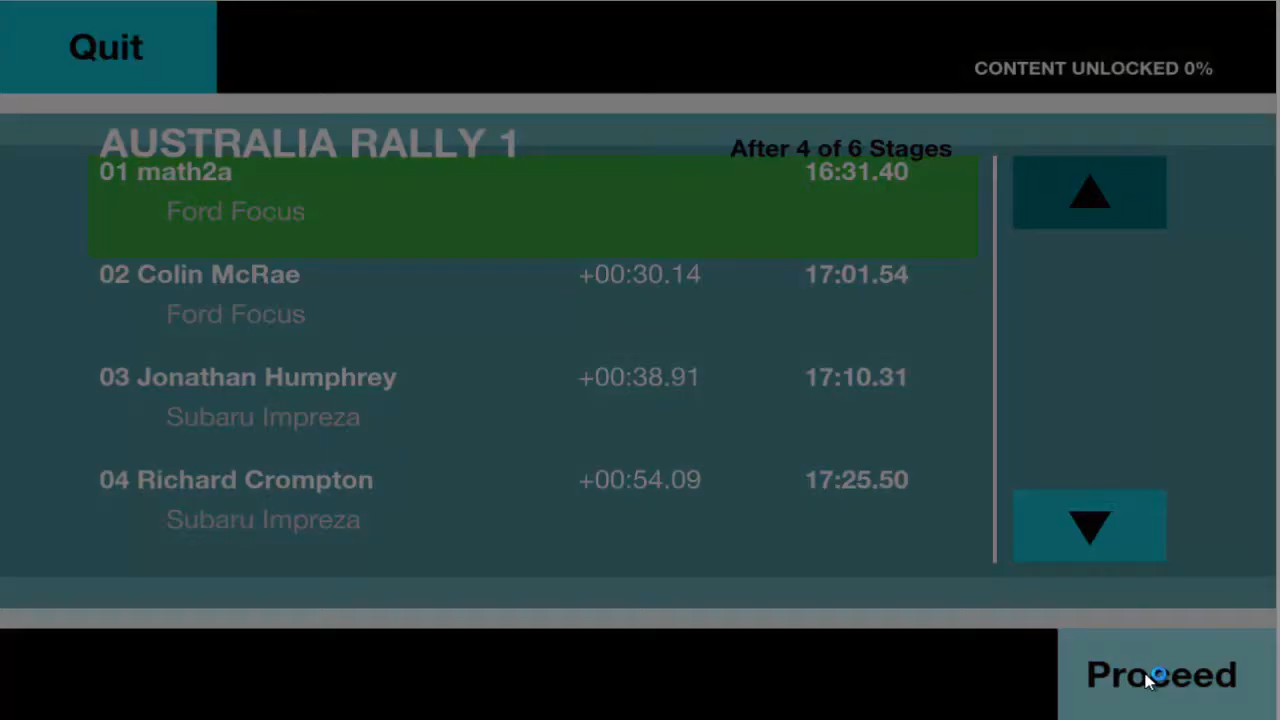 Quit
CONTENT UNLOCKED 0%
AUSTRALIA RALLY 1
After 4 of 6 Stages
01 math2a 16:31.40
Ford Focus
02 Colin McRae +00:30.14 17:01.54
Ford Focus
03 Jonathan Humphrey +00:38.91 17:10.31
Subaru Impreza
04 Richard Crompton +00:54.09 17:25.50
Subaru Impreza
Proceed